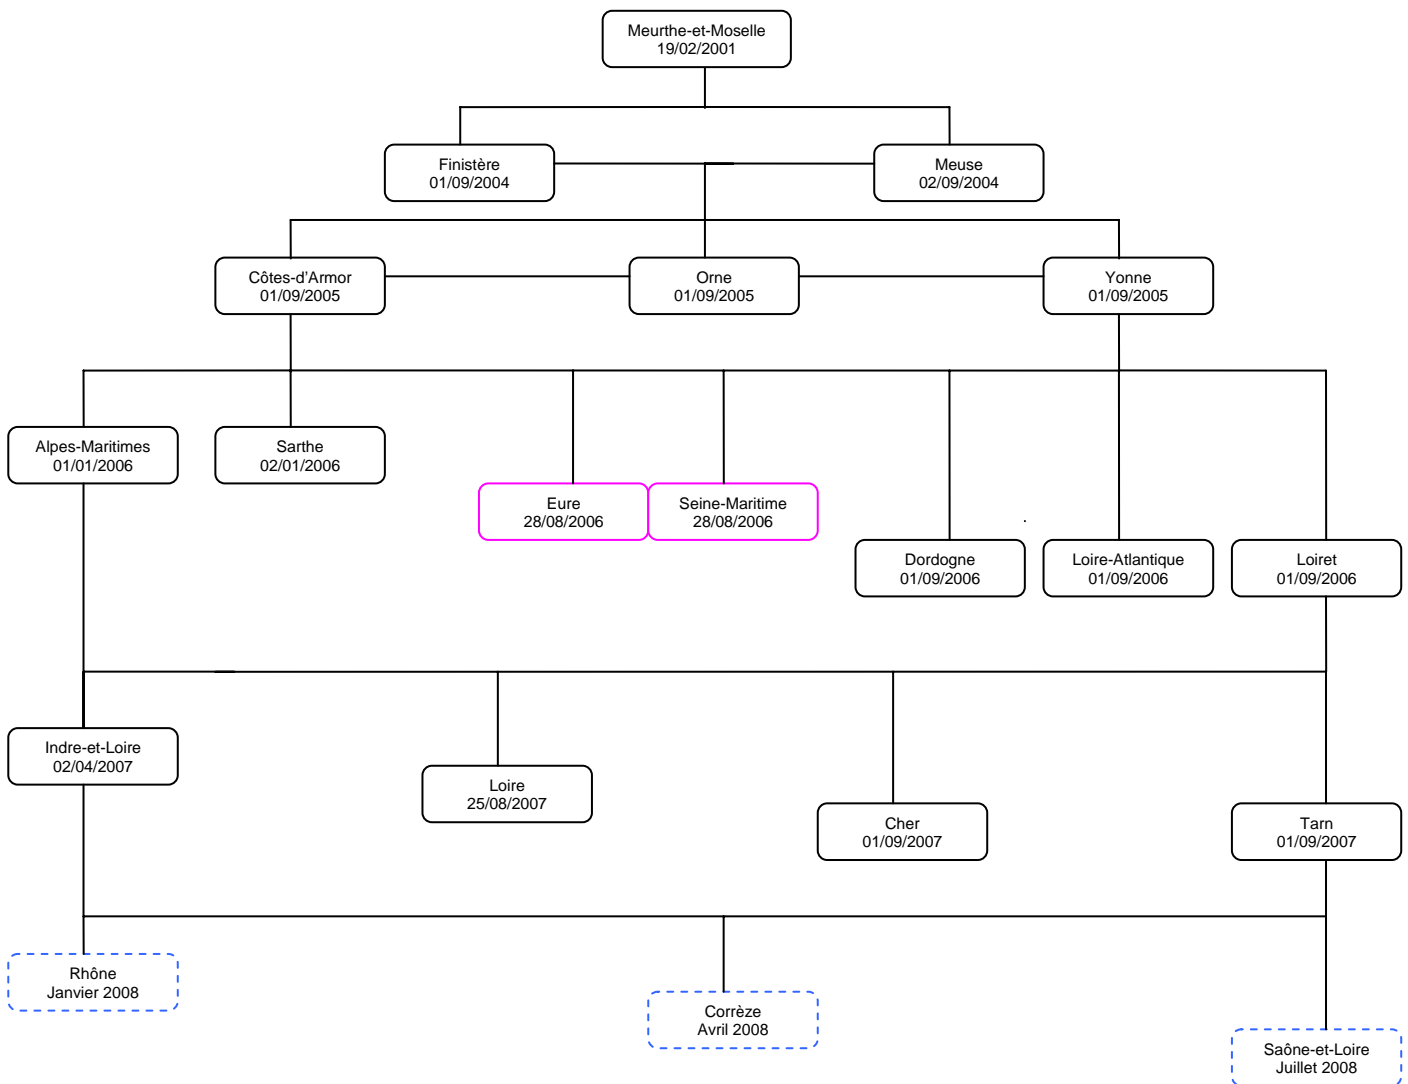 Meurthe-et-Moselle
19/02/2001
Finistère
01/09/2004
Meuse
02/09/2004
Côtes-d'Armor
01/09/2005
Orne
01/09/2005
Yonne
01/09/2005
Alpes-Maritimes
01/01/2006
Sarthe
02/01/2006
Eure
28/08/2006
Seine-Maritime
28/08/2006
Dordogne
01/09/2006
Loire-Atlantique
01/09/2006
Loiret
01/09/2006
Indre-et-Loire
02/04/2007
Loire
25/08/2007
Cher
01/09/2007
Tarn
01/09/2007
Rhône
Janvier 2008
Corrèze
Avril 2008
Saône-et-Loire
Juillet 2008